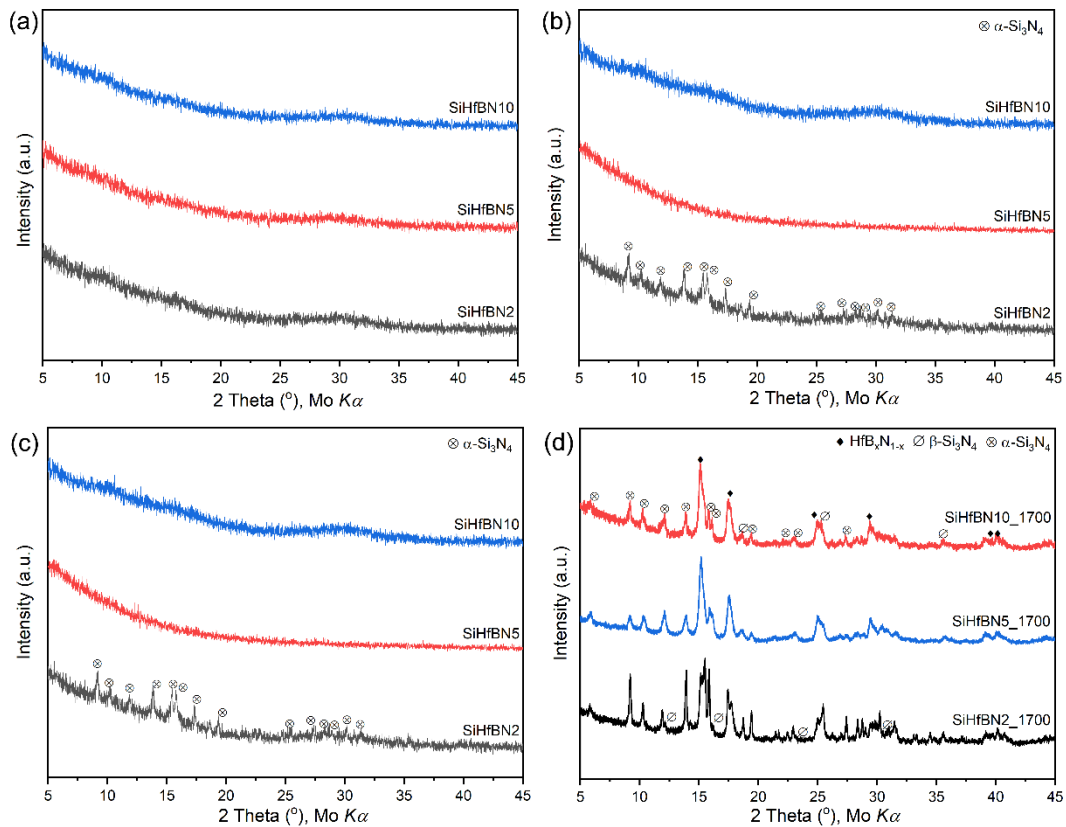 (a)
SiHfBN10
SiHfBN5
SiHfBN2
Intensity (a.u.)
5 10 15 20 25 30 35 40 45
2 Theta (°), Mo Kα
(b)
⊗ α-Si₃N₄
SiHfBN10
SiHfBN5
SiHfBN2
Intensity (a.u.)
5 10 15 20 25 30 35 40 45
2 Theta (°), Mo Kα
(c)
⊗ α-Si₃N₄
SiHfBN10
SiHfBN5
SiHfBN2
Intensity (a.u.)
5 10 15 20 25 30 35 40 45
2 Theta (°), Mo Kα
(d)
♦ HfBₓN₁₋ₓ ∅ β-Si₃N₄ ⊗ α-Si₃N₄
SiHfBN10_1700
SiHfBN5_1700
SiHfBN2_1700
Intensity (a.u.)
5 10 15 20 25 30 35 40 45
2 Theta (°), Mo Kα